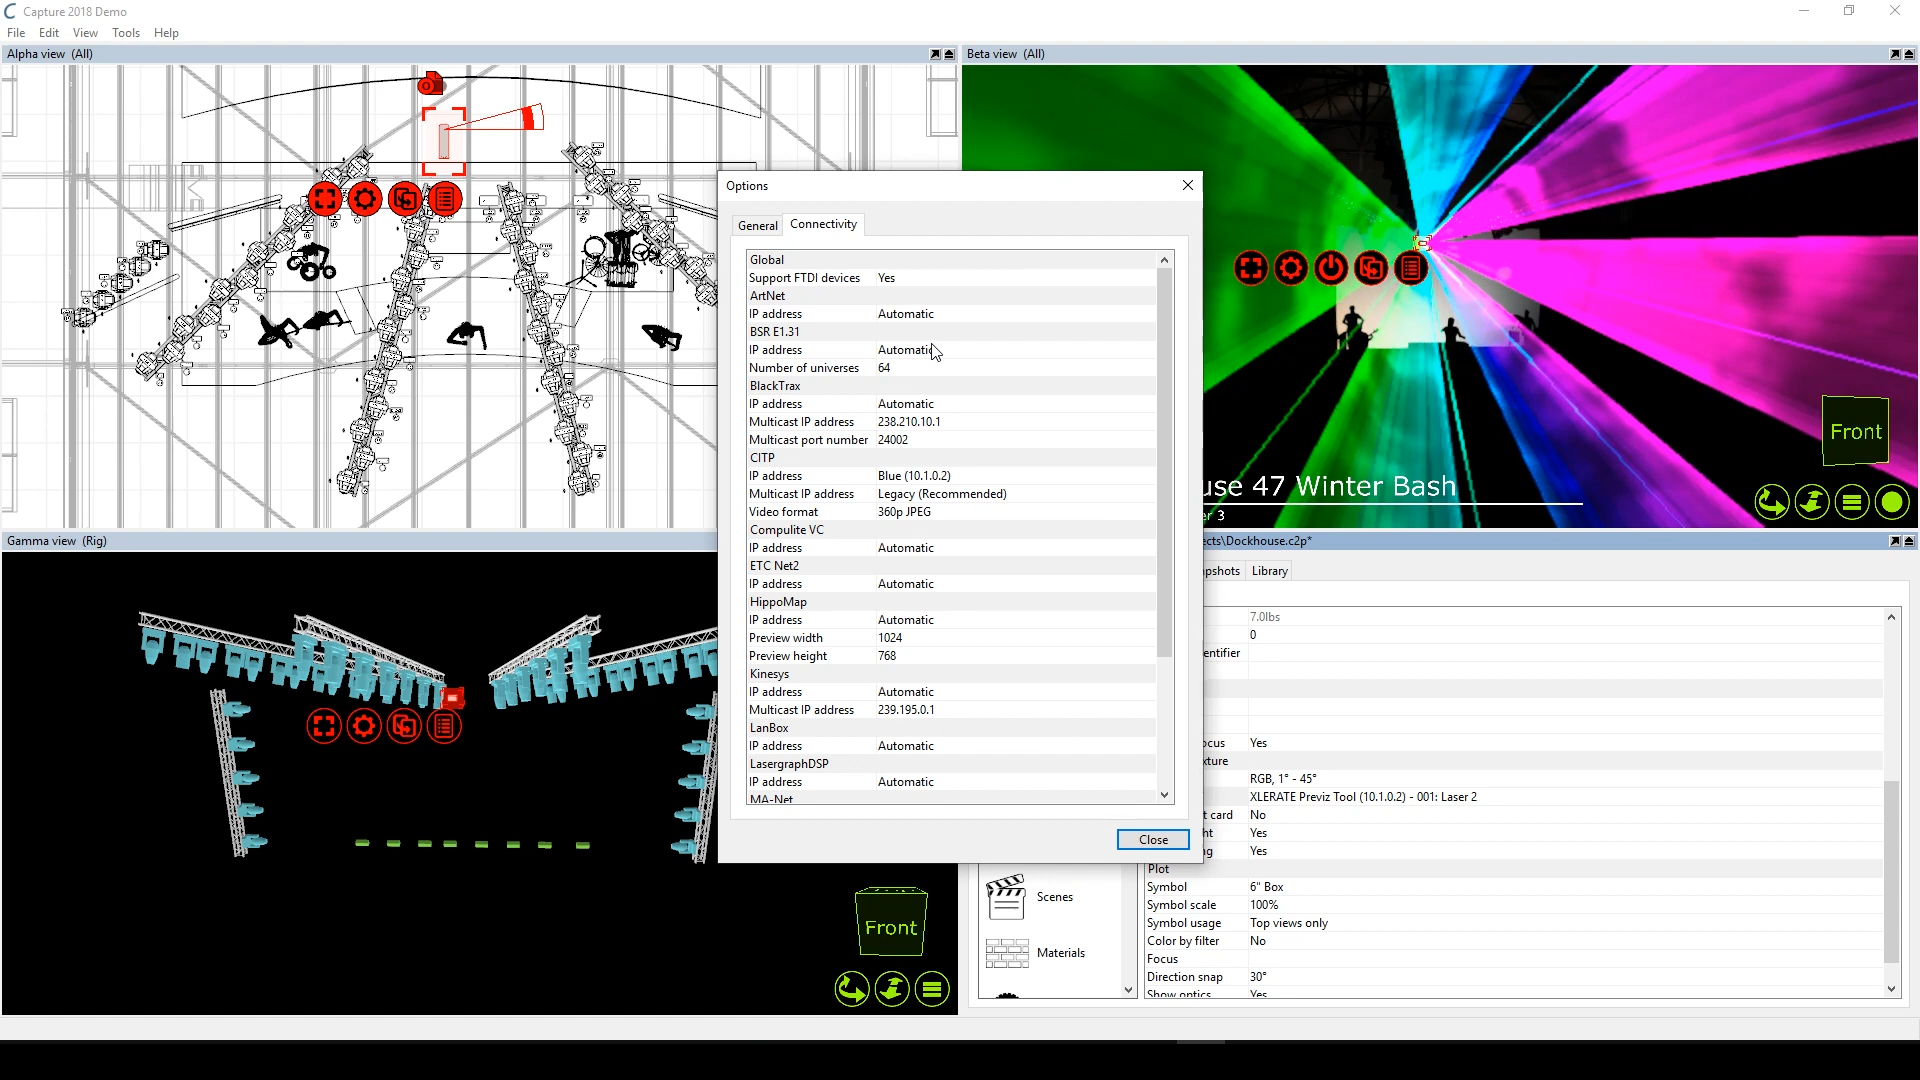 Capture 2018 Demo
File Edit View Tools Help
Alpha view (All)
Beta view (All)
Front
use 47 Winter Bash
er 3
Options
General Connectivity
Global
Support FTDI devices Yes
ArtNet
IP address Automatic
BSR E1.31
IP address Automatic
Number of universes 64
BlackTrax
IP address Automatic
Multicast IP address 238.210.10.1
Multicast port number 24002
CITP
IP address Blue (10.1.0.2)
Multicast IP address Legacy (Recommended)
Video format 360p JPEG
Compulite VC
IP address Automatic
ETC Net2
IP address Automatic
HippoMap
IP address Automatic
Preview width 1024
Preview height 768
Kinesys
IP address Automatic
Multicast IP address 239.195.0.1
LanBox
IP address Automatic
LasergraphDSP
IP address Automatic
MA-Net
Close
Gamma view (Rig)
Front
ects\Dockhouse.c2p*
pshots Library
7.0lbs
0
entifier
ocus Yes
xture
RGB, 1° - 45°
XLERATE Previz Tool (10.1.0.2) - 001: Laser 2
t card No
ht Yes
g Yes
Plot
Symbol 6" Box
Symbol scale 100%
Symbol usage Top views only
Color by filter No
Focus
Direction snap 30°
Show optics Yes
Scenes
Materials